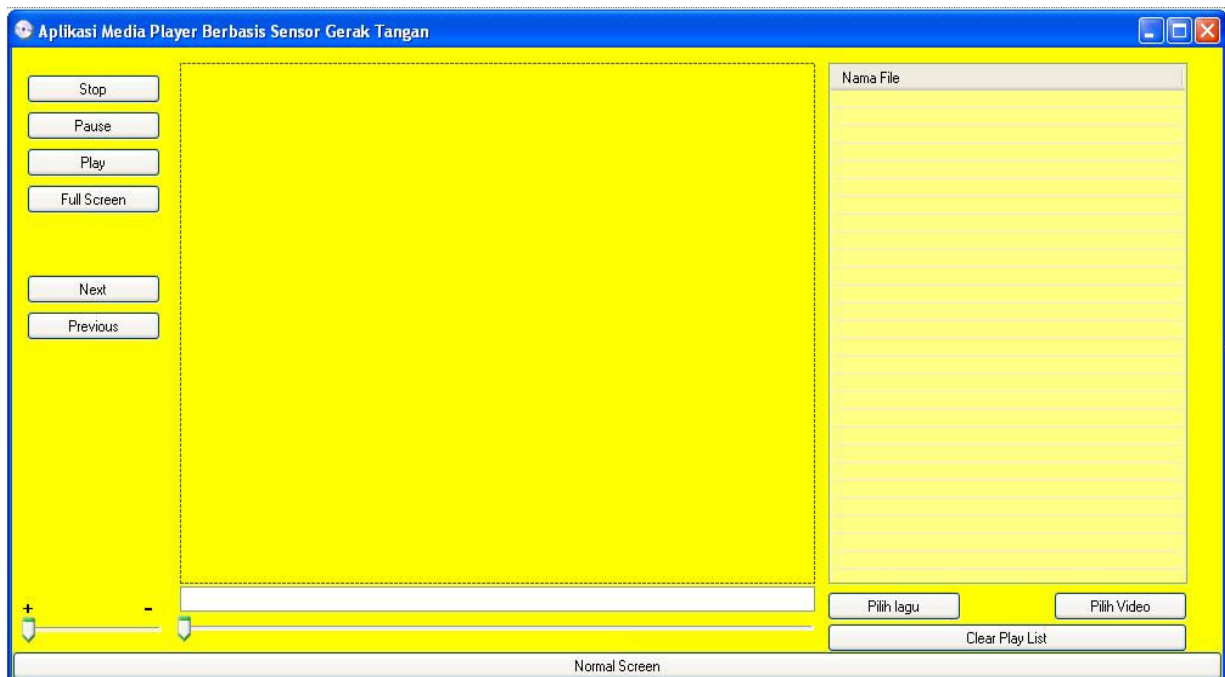 Aplikasi Media Player Berbasis Sensor Gerak Tangan
Stop
Pause
Play
Full Screen
Next
Previous
+ -
Nama File
Pilih lagu
Pilih Video
Clear Play List
Normal Screen